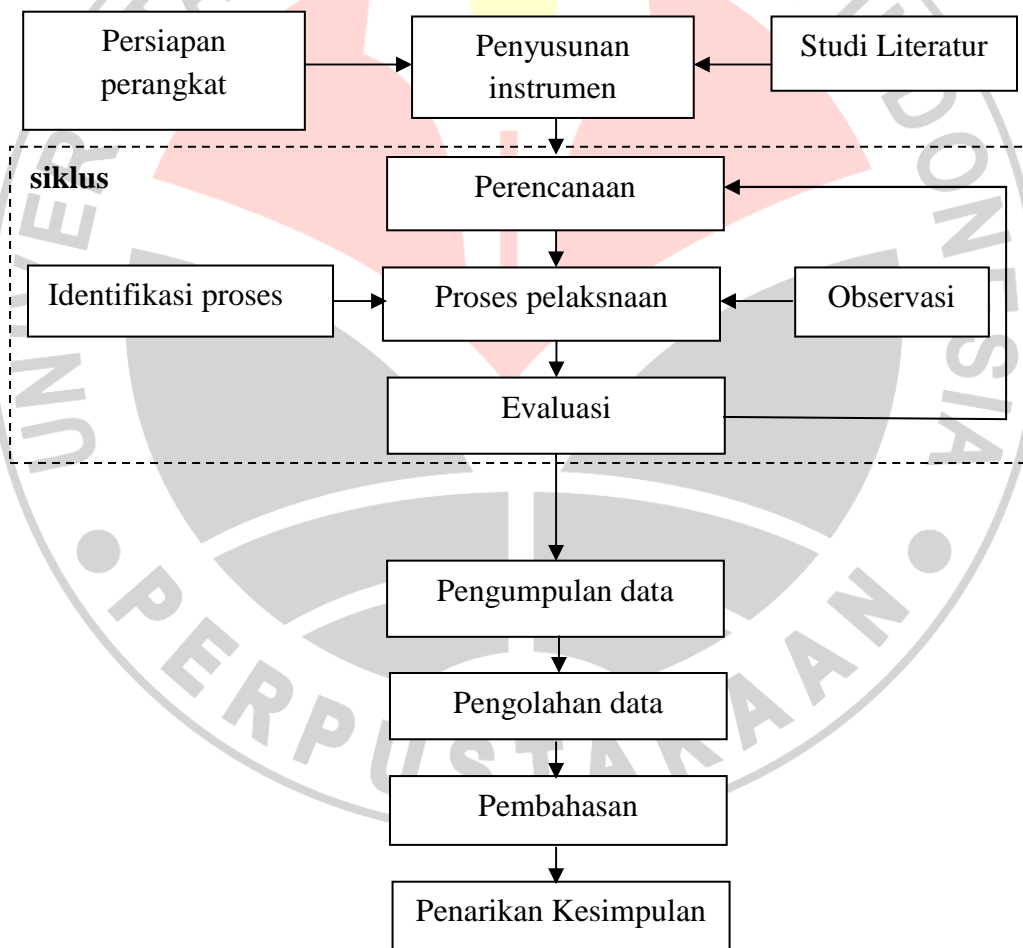 Persiapan
perangkat
Penyusunan
instrumen
Studi Literatur
siklus
Perencanaan
Identifikasi proses
Proses pelaksnaan
Observasi
Evaluasi
Pengumpulan data
Pengolahan data
Pembahasan
Penarikan Kesimpulan
PERPUSTAKAAN